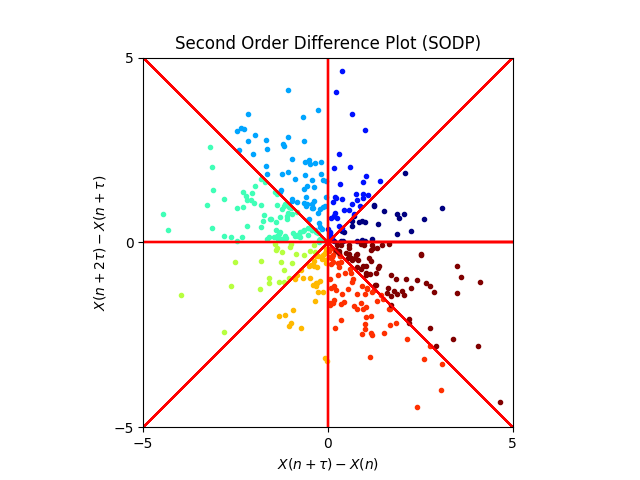 Second Order Difference Plot (SODP)
5
0
−5
X(n + 2τ) − X(n + τ)
−5
0
5
X(n + τ) − X(n)